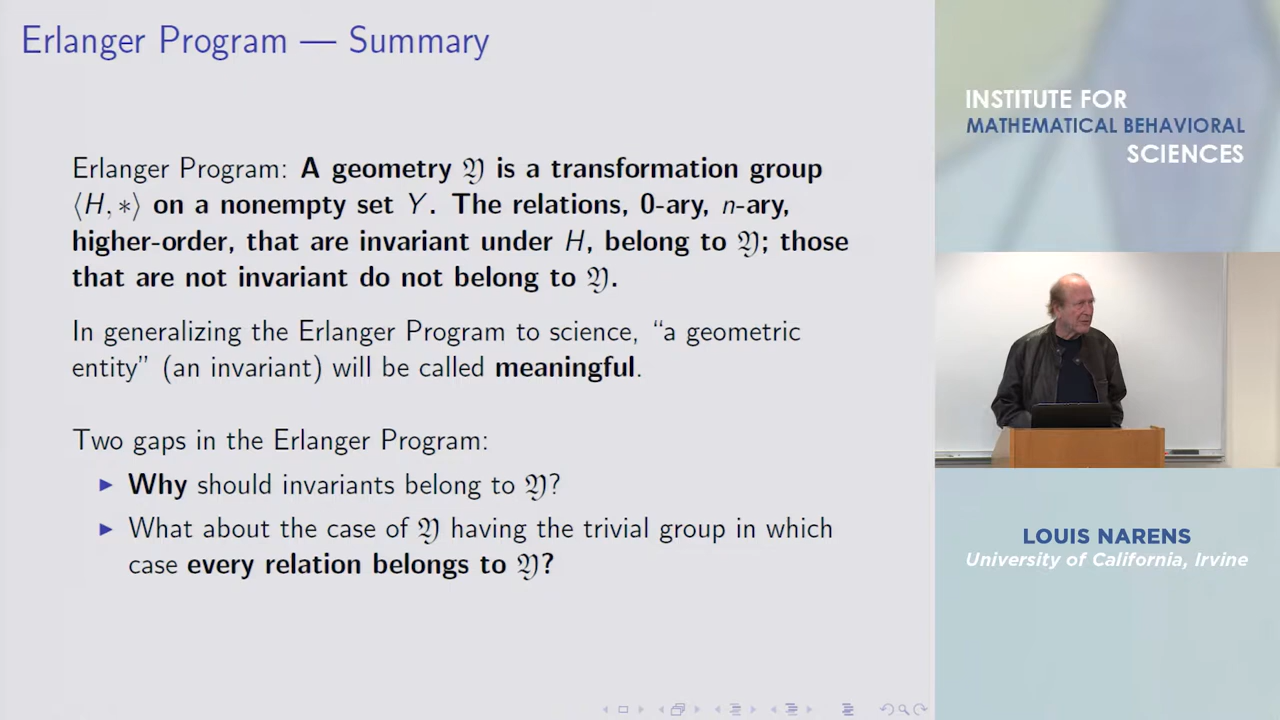 Erlanger Program — Summary
Erlanger Program: A geometry 𝔜 is a transformation group
⟨H, ∗⟩ on a nonempty set Y. The relations, 0-ary, n-ary,
higher-order, that are invariant under H, belong to 𝔜; those
that are not invariant do not belong to 𝔜.
In generalizing the Erlanger Program to science, “a geometric
entity” (an invariant) will be called meaningful.
Two gaps in the Erlanger Program:
▶ Why should invariants belong to 𝔜?
▶ What about the case of 𝔜 having the trivial group in which
case every relation belongs to 𝔜?
INSTITUTE FOR
MATHEMATICAL BEHAVIORAL
SCIENCES
LOUIS NARENS
University of California, Irvine